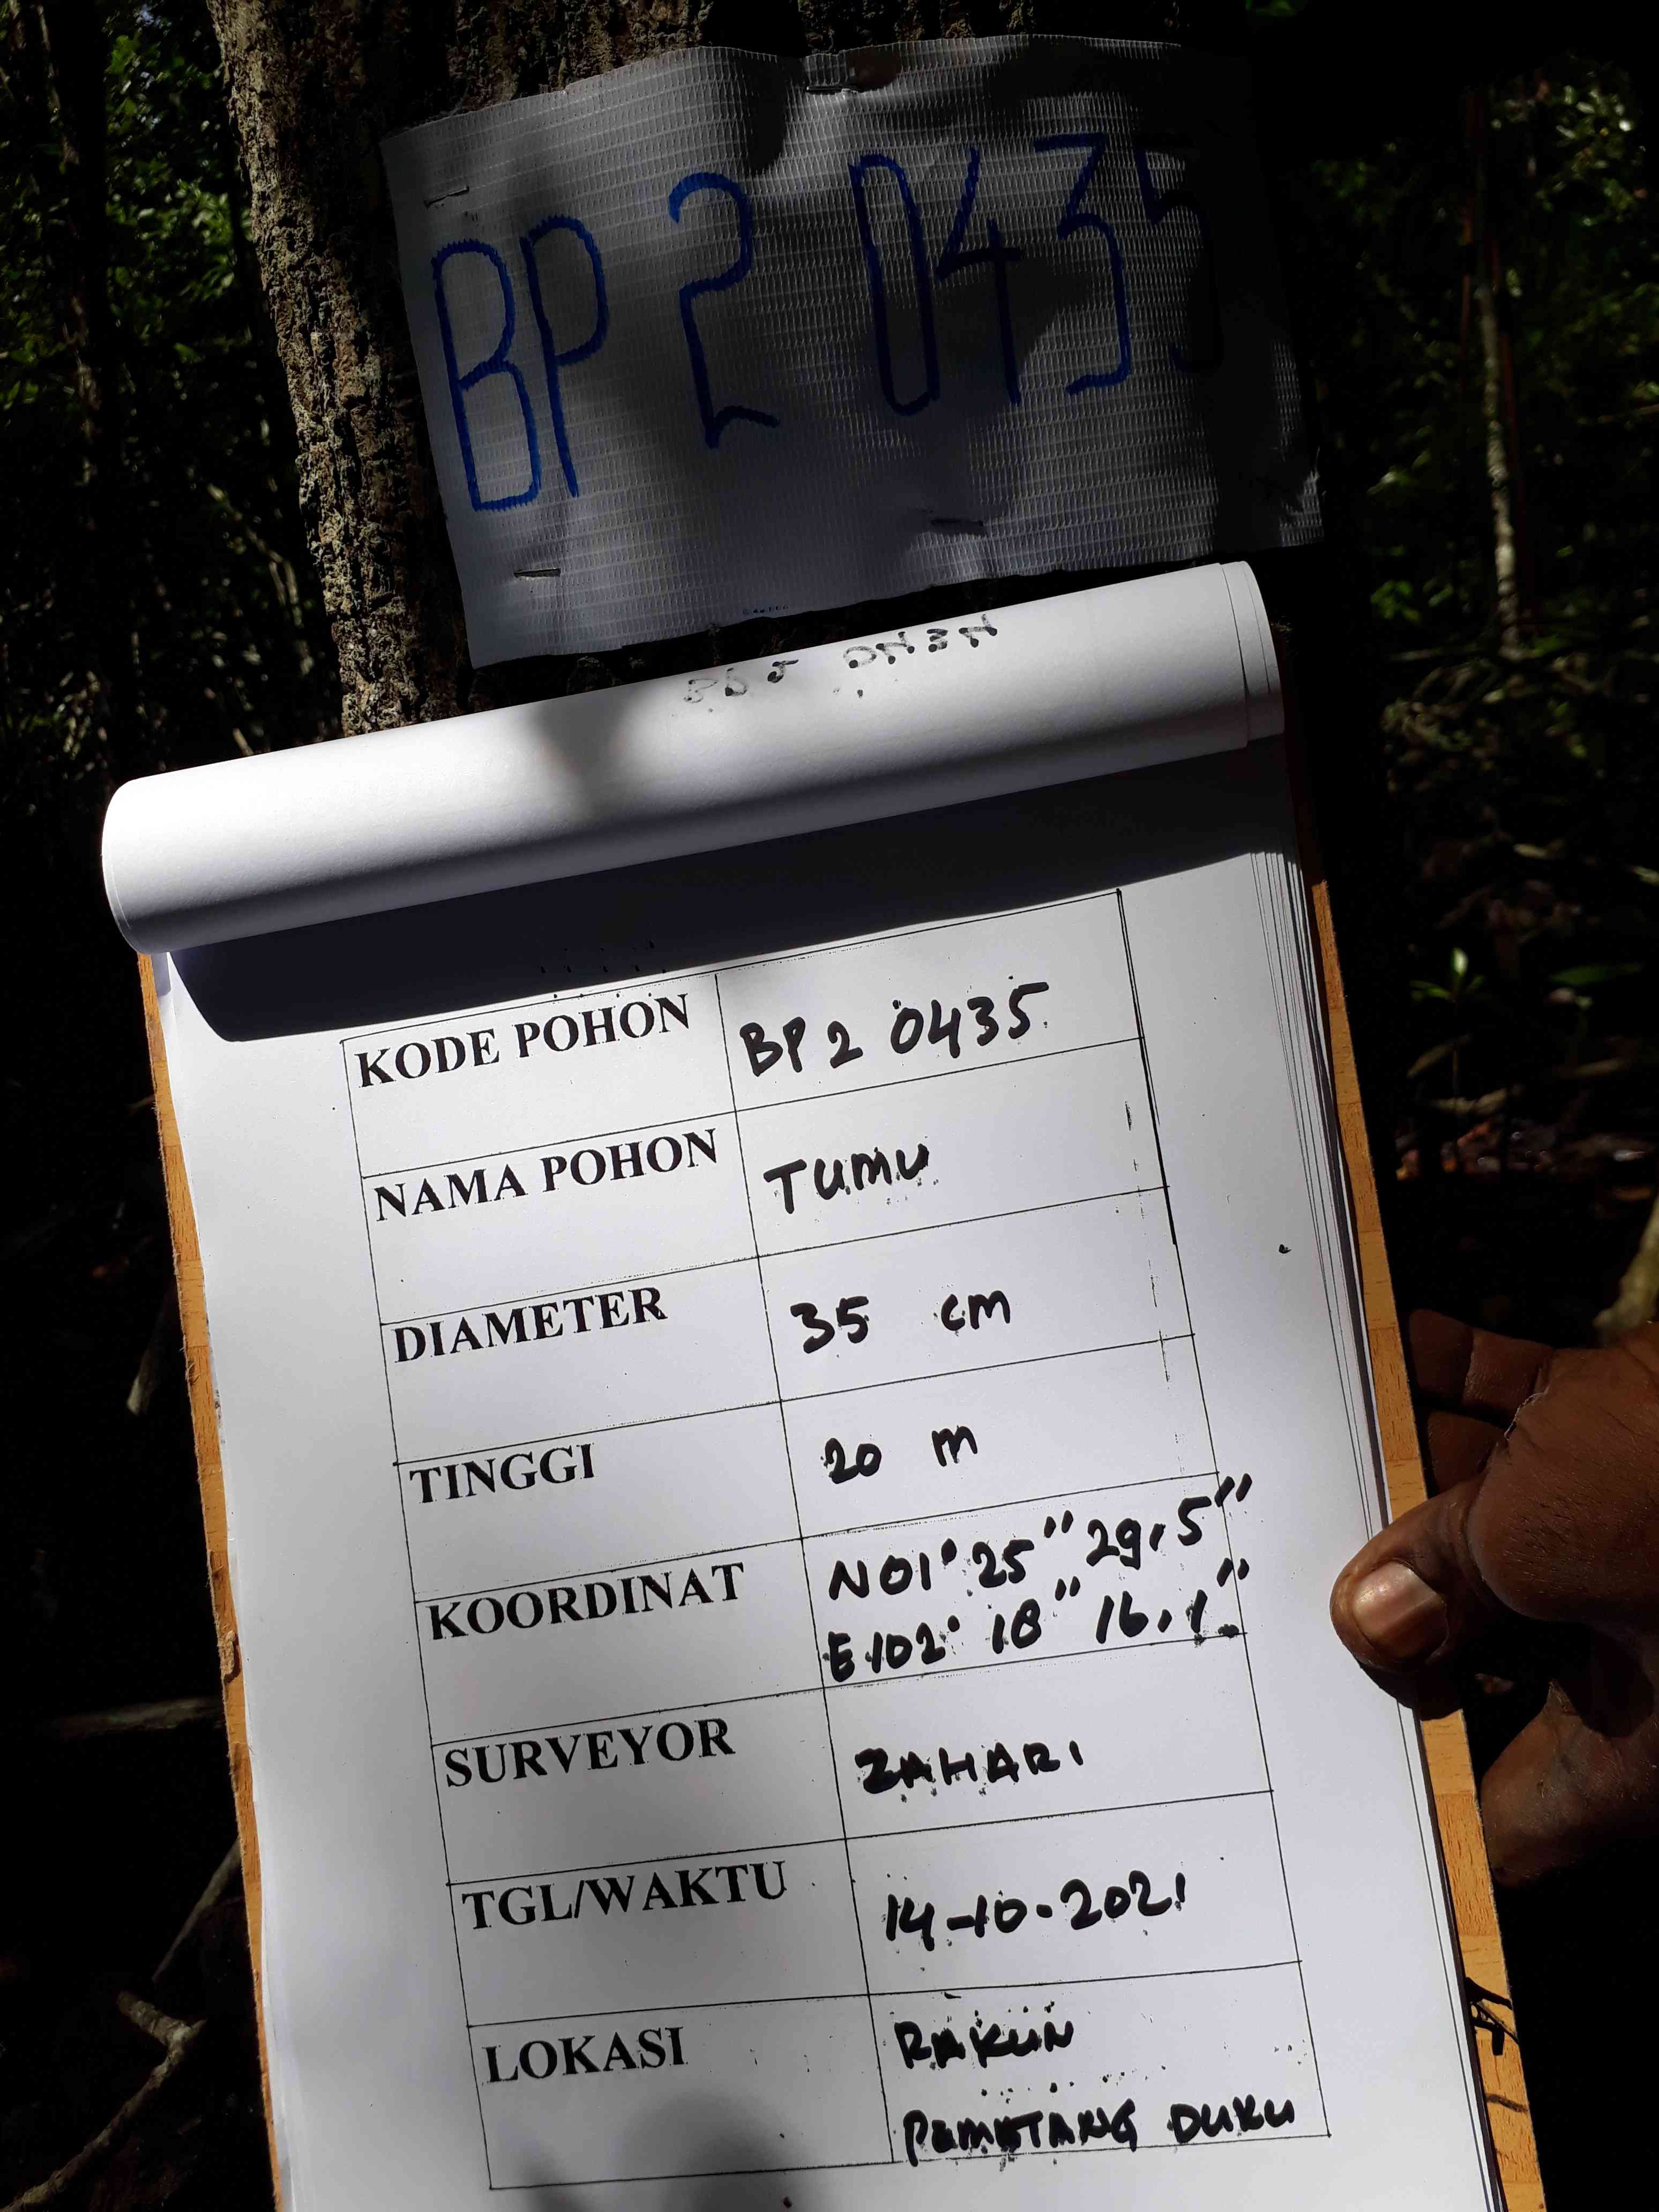 BP 2 0435
KODE POHON BP 2 0435
NAMA POHON TUMU
DIAMETER 35 cm
TINGGI 20 m
KOORDINAT N01° 25" 29,5"
E102° 18" 16,1"
SURVEYOR ZAHARI
TGL/WAKTU 14-10-2021
LOKASI RAKUN
PEMETANG DUKU